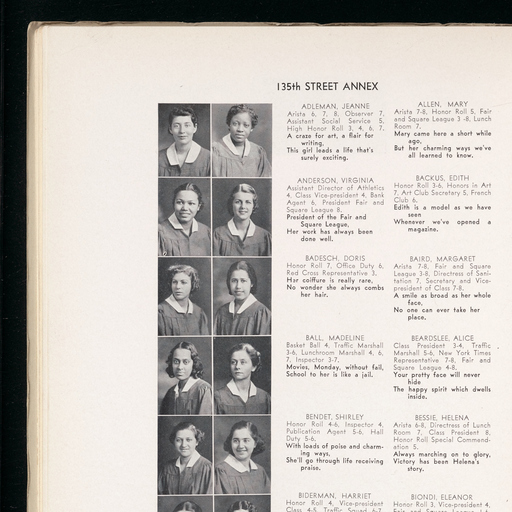 135th STREET ANNEX
ADLEMAN, JEANNE
Arista 6, 7, 8, Observer 7,
Assistant Social Service 5,
High Honor Roll 3, 4, 6, 7.
A craze for art, a flair for
writing,
This girl leads a life that's
surely exciting.
ALLEN, MARY
Arista 7-8, Honor Roll 5, Fair
and Square League 3-8, Lunch
Room 7.
Mary came here a short while
ago,
But her charming ways we've
all learned to know.
ANDERSON, VIRGINIA
Assistant Director of Athletics
4, Class Vice-president 4, Bank
Agent 6, President Fair and
Square League 8.
President of the Fair and
Square League,
Her work has always been
done well.
BACKUS, EDITH
Honor Roll 3-6, Honors in Art
7, Art Club Secretary 5, French
Club 6.
Edith is a model as we have
seen
Whenever we've opened a
magazine.
BADESCH, DORIS
Honor Roll 7, Office Duty 6,
Red Cross Representative 3.
Her coiffure is really rare,
No wonder she always combs
her hair.
BAIRD, MARGARET
Arista 7-8, Fair and Square
League 3-8, Directress of Sani-
tation 7, Secretary and Vice-
president of Class 7-8.
A smile as broad as her whole
face,
No one can ever take her
place.
BALL, MADELINE
Basket Ball 4, Traffic Marshall
3-6, Lunchroom Marshall 4, 6,
7, Inspector 3-7.
Movies, Monday, without fail,
School to her is like a jail.
BEARDSLEE, ALICE
Class President 3-4, Traffic
Marshall 5-6, New York Times
Representative 7-8, Fair and
Square League 4-8.
Your pretty face will never
hide
The happy spirit which dwells
inside.
BENDET, SHIRLEY
Honor Roll 4-6, Inspector 4,
Publication Agent 5-6, Hall
Duty 5-6.
With loads of poise and charm-
ing ways,
She'll go through life receiving
praise.
BESSIE, HELENA
Arista 6-8, Directress of Lunch
Room 7, Class President 8,
Honor Roll Special Commend-
ation 5.
Always marching on to glory,
Victory has been Helena's
story.
BIDERMAN, HARRIET
Honor Roll 4, Vice-president
Class 4-5, Traffic Squad 6-7,
BIONDI, ELEANOR
Honor Roll 3, Vice-president 4,